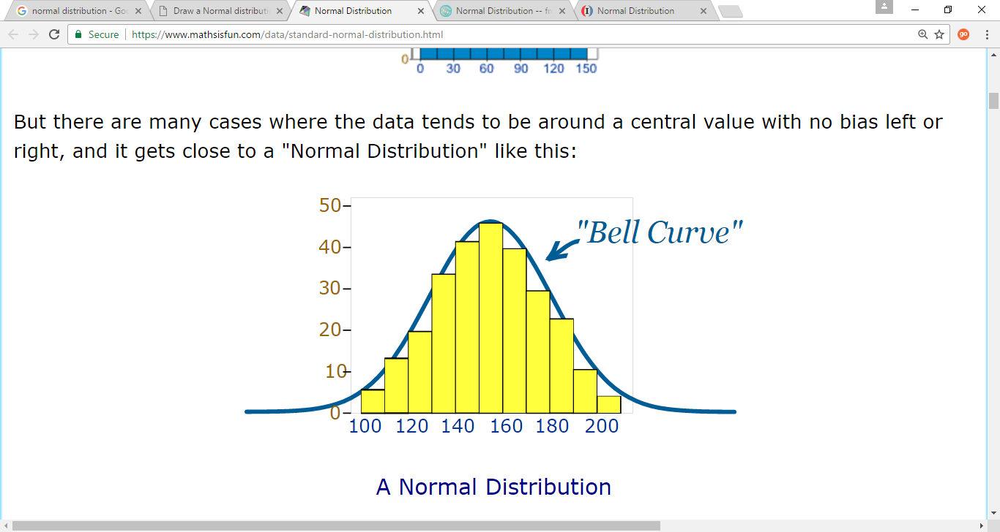 normal distribution - Goo
Draw a Normal distributi
Normal Distribution
Normal Distribution -- fr
Normal Distribution
Secure
https://www.mathsisfun.com/data/standard-normal-distribution.html
go
0
0 30 60 90 120 150
But there are many cases where the data tends to be around a central value with no bias left or
right, and it gets close to a "Normal Distribution" like this:
50
"Bell Curve"
40
30
20
10
0
100 120 140 160 180 200
A Normal Distribution